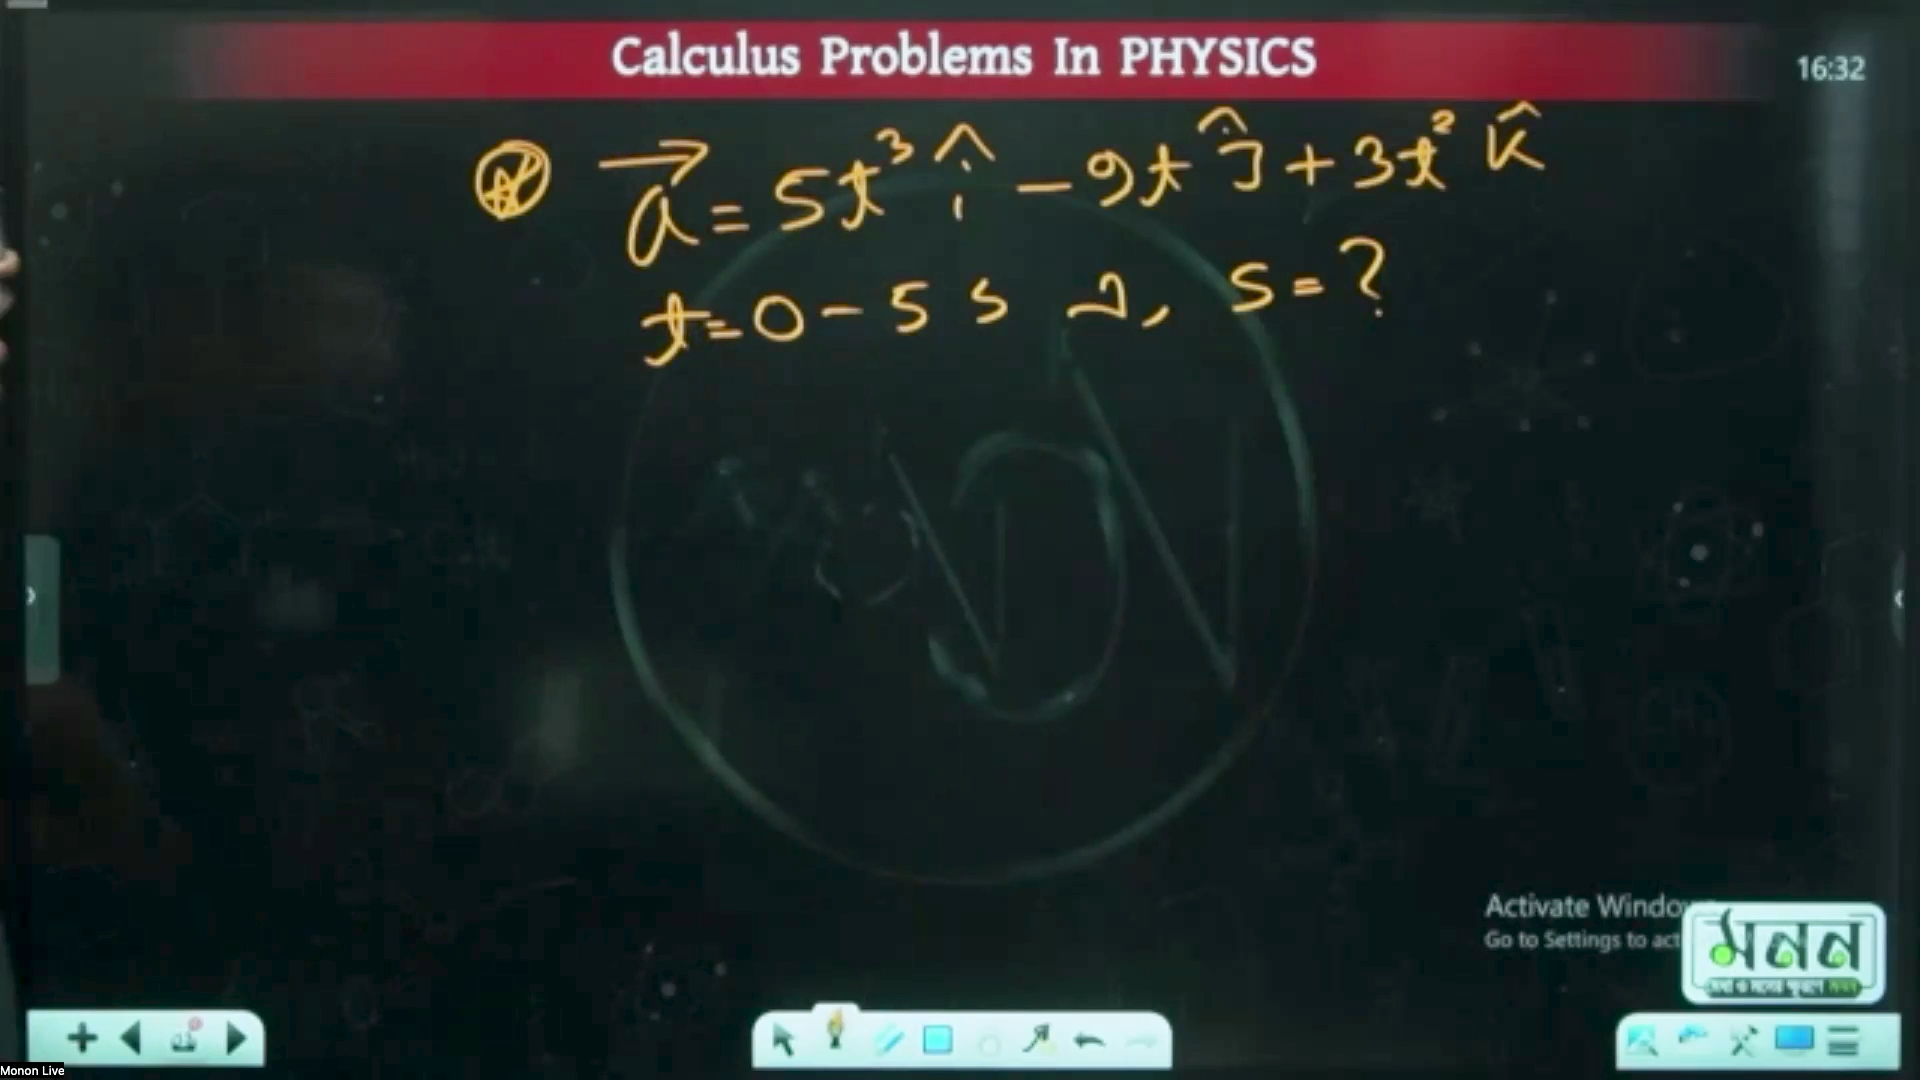 Calculus Problems In PHYSICS
16:32
a⃗ = 5t³ î − 9t ĵ + 3t² k̂
t = 0 − 5 s এ, s = ?
Activate Windo
Go to Settings to act
মনন
Monon Live